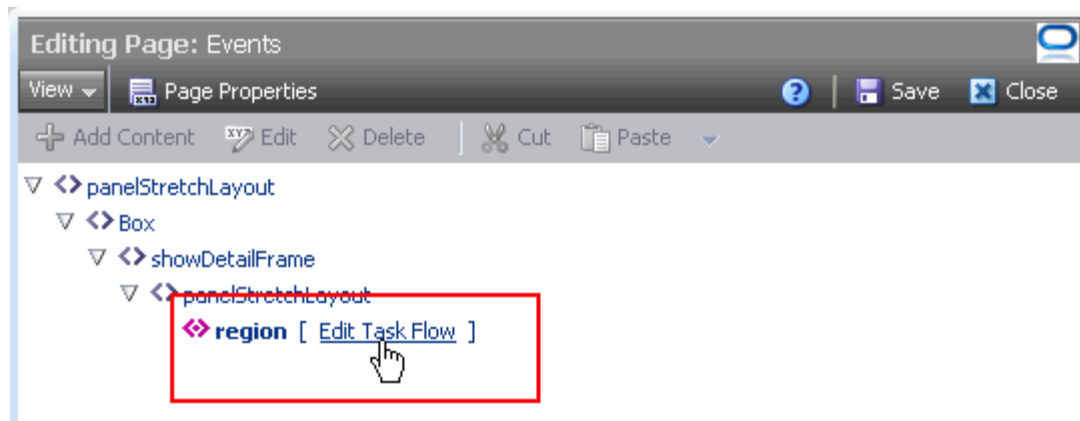 Editing Page: Events
View Page Properties Save Close
Add Content Edit Delete Cut Paste
panelStretchLayout
Box
showDetailFrame
panelStretchLayout
region [ Edit Task Flow ]